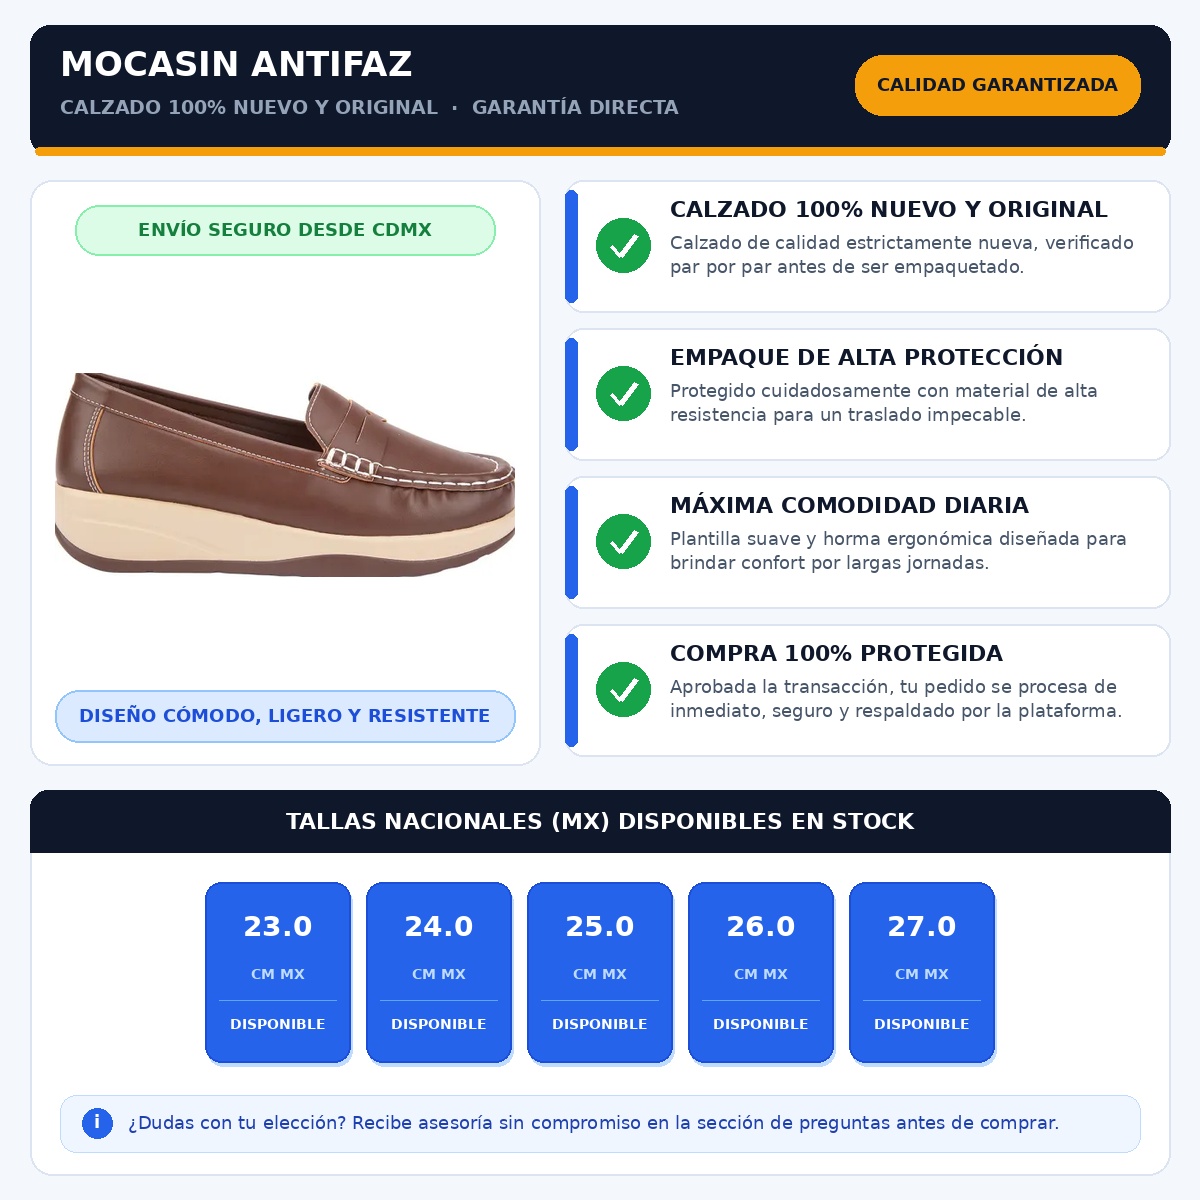 MOCASIN ANTIFAZ
CALZADO 100% NUEVO Y ORIGINAL · GARANTÍA DIRECTA
CALIDAD GARANTIZADA
ENVÍO SEGURO DESDE CDMX
DISEÑO CÓMODO, LIGERO Y RESISTENTE
CALZADO 100% NUEVO Y ORIGINAL
Calzado de calidad estrictamente nueva, verificado
par por par antes de ser empaquetado.
EMPAQUE DE ALTA PROTECCIÓN
Protegido cuidadosamente con material de alta
resistencia para un traslado impecable.
MÁXIMA COMODIDAD DIARIA
Plantilla suave y horma ergonómica diseñada para
brindar confort por largas jornadas.
COMPRA 100% PROTEGIDA
Aprobada la transacción, tu pedido se procesa de
inmediato, seguro y respaldado por la plataforma.
TALLAS NACIONALES (MX) DISPONIBLES EN STOCK
23.0
CM MX
DISPONIBLE
24.0
CM MX
DISPONIBLE
25.0
CM MX
DISPONIBLE
26.0
CM MX
DISPONIBLE
27.0
CM MX
DISPONIBLE
i ¿Dudas con tu elección? Recibe asesoría sin compromiso en la sección de preguntas antes de comprar.